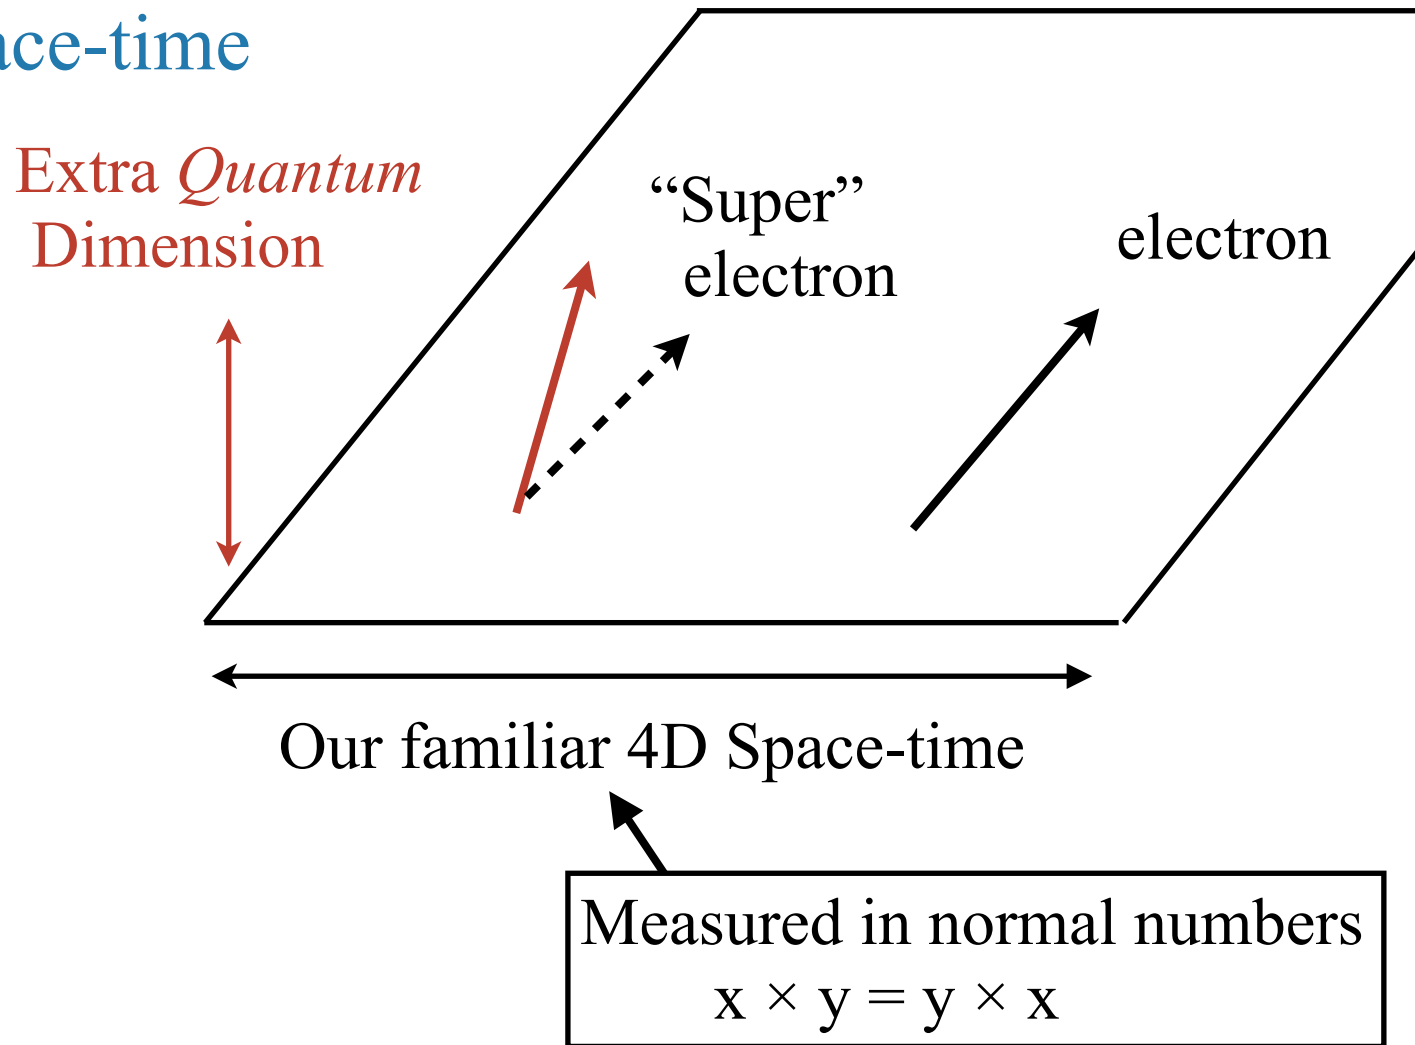 ace-time
Extra Quantum
Dimension
“Super”
electron
electron
Our familiar 4D Space-time
Measured in normal numbers
x × y = y × x